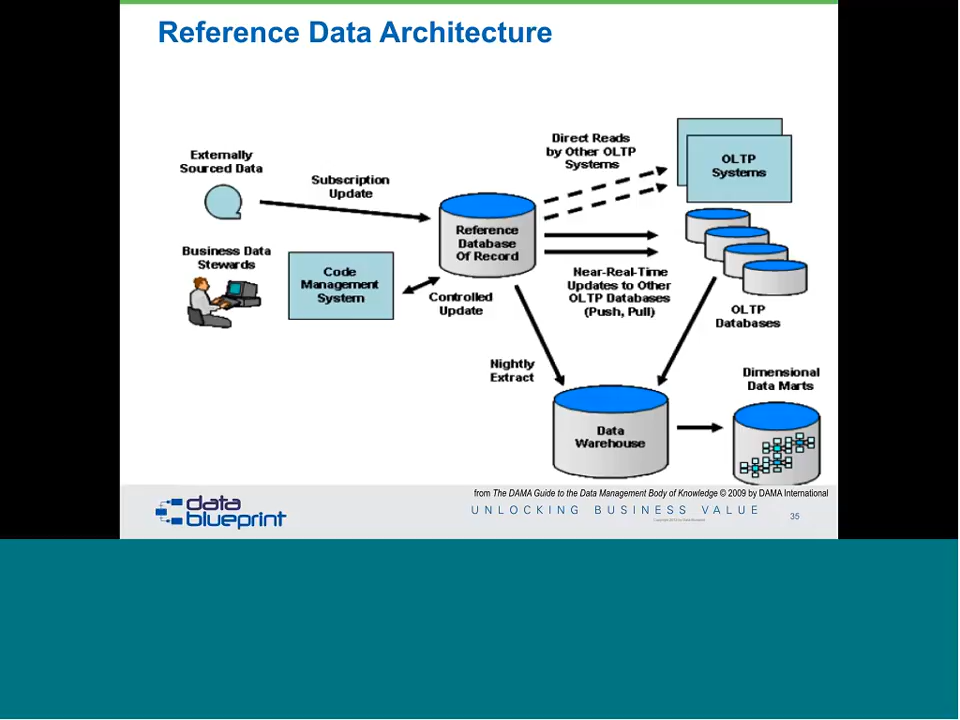 Reference Data Architecture
Externally
Sourced Data
Subscription
Update
Direct Reads
by Other OLTP
Systems
OLTP
Systems
Reference
Database
Of Record
Business Data
Stewards
Code
Management
System
Controlled
Update
Near-Real-Time
Updates to Other
OLTP Databases
(Push, Pull)
OLTP
Databases
Nightly
Extract
Data
Warehouse
Dimensional
Data Marts
from The DAMA Guide to the Data Management Body of Knowledge © 2009 by DAMA International
data
blueprint
UNLOCKING BUSINESS VALUE
35